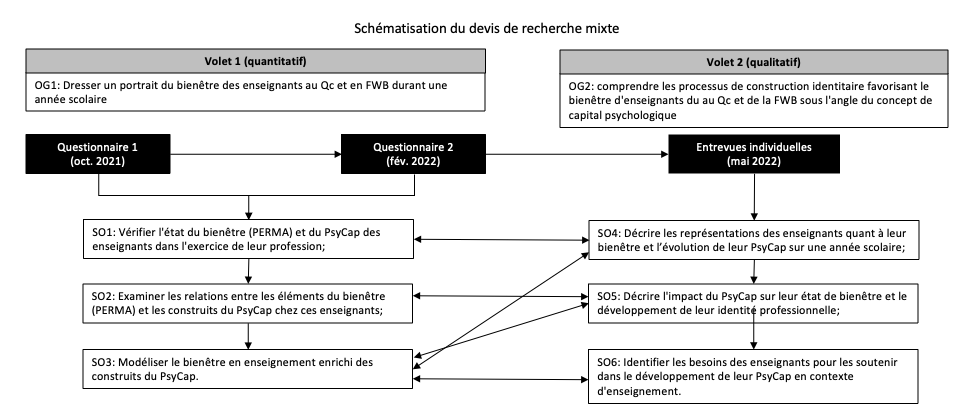 Schématisation du devis de recherche mixte
Volet 1 (quantitatif)
OG1: Dresser un portrait du bienêtre des enseignants au Qc et en FWB durant une
année scolaire
Volet 2 (qualitatif)
OG2: comprendre les processus de construction identitaire favorisant le
bienêtre d'enseignants du au Qc et de la FWB sous l'angle du concept de
capital psychologique
Questionnaire 1
(oct. 2021)
Questionnaire 2
(fév. 2022)
Entrevues individuelles
(mai 2022)
SO1: Vérifier l'état du bienêtre (PERMA) et du PsyCap des
enseignants dans l'exercice de leur profession;
SO4: Décrire les représentations des enseignants quant à leur
bienêtre et l'évolution de leur PsyCap sur une année scolaire;
SO2: Examiner les relations entre les éléments du bienêtre
(PERMA) et les construits du PsyCap chez ces enseignants;
SO5: Décrire l'impact du PsyCap sur leur état de bienêtre et le
développement de leur identité professionnelle;
SO3: Modéliser le bienêtre en enseignement enrichi des
construits du PsyCap.
SO6: Identifier les besoins des enseignants pour les soutenir
dans le développement de leur PsyCap en contexte
d'enseignement.